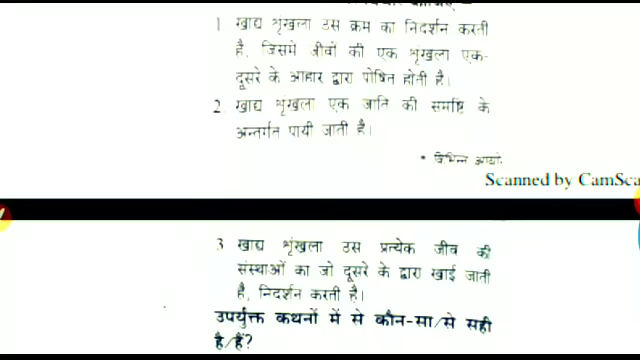 1 खाद्य शृंखला उस क्रम का निदर्शन करती
है, जिसमे जीवों की एक शृंखला एक-
दूसरे के आहार द्वारा पोषित होती है।
2 खाद्य शृंखला एक जाति की समष्टि के
अन्तर्गत पायी जाती है।
• विभिन्न
Scanned by CamSca
3 खाद्य शृंखला उस प्रत्येक जीव की
संख्याओं का जो दूसरे के द्वारा खाई जाती
है, निदर्शन करती है।
उपर्युक्त कथनों में से कौन-सा/से सही
है/हैं?